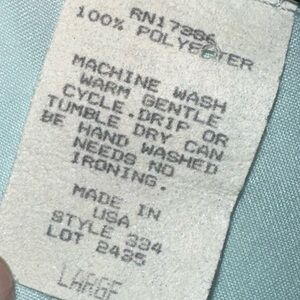 RN17386
100% POLYESTER
MACHINE WASH
WARM GENTLE
CYCLE.DRIP OR
TUMBLE DRY CAN
BE HAND WASHED
NEEDS NO
IRONING.
MADE IN
USA
STYLE 334
LOT 2435
LARGE